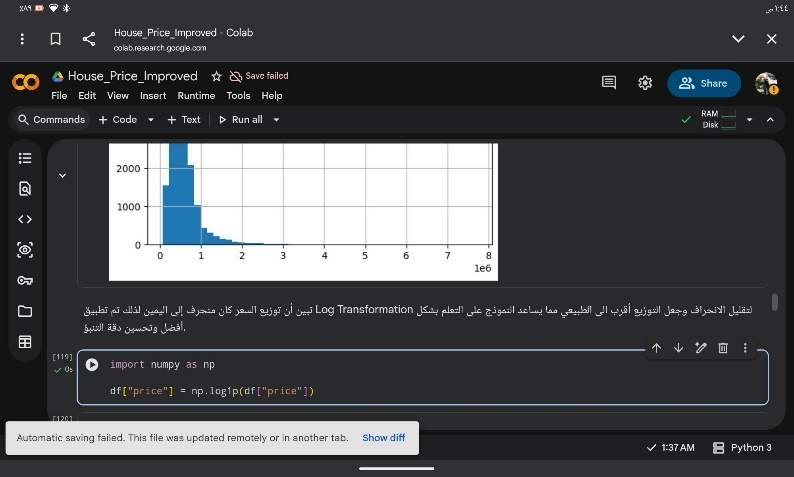 ٪٨٩
١:٤٤ ص
House_Price_Improved - Colab
colab.research.google.com
House_Price_Improved
Save failed
File Edit View Insert Runtime Tools Help
Share
Commands + Code + Text Run all
RAM
Disk
2000
1000
0
0 1 2 3 4 5 6 7 8
1e6
لتقليل الانحراف وجعل التوزيع أقرب الى الطبيعي مما يساعد النموذج على التعلم بشكل Log Transformation تبين أن توزيع السعر كان منحرف إلى اليمين لذلك تم تطبيق
أفضل وتحسين دقة التنبؤ.
[119]
0s
import numpy as np
df["price"] = np.log1p(df["price"])
[120]
Automatic saving failed. This file was updated remotely or in another tab. Show diff
1:37 AM Python 3